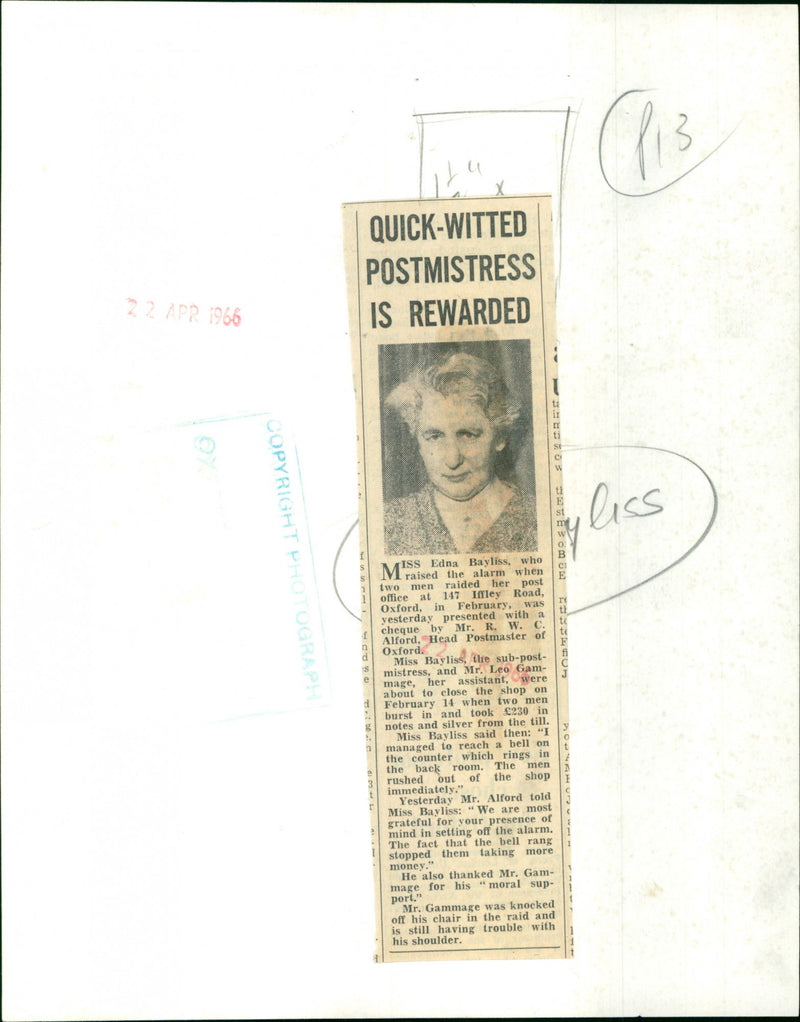 p13
1½" x
QUICK-WITTED
POSTMISTRESS
IS REWARDED
22 APR 1966
COPYRIGHT PHOTOGRAPH
OX
yliss
MISS Edna Bayliss, who
raised the alarm when
two men raided her post
office at 147 Iffley Road,
Oxford, in February, was
yesterday presented with a
cheque by Mr. R. W. C.
Alford, Head Postmaster of
Oxford.
22 APR 1966
Miss Bayliss, the sub-post-
mistress, and Mr. Leo Gam-
mage, her assistant, were
about to close the shop on
February 14 when two men
burst in and took £230 in
notes and silver from the till.
Miss Bayliss said then: "I
managed to reach a bell on
the counter which rings in
the back room. The men
rushed out of the shop
immediately."
Yesterday Mr. Alford told
Miss Bayliss: "We are most
grateful for your presence of
mind in setting off the alarm.
The fact that the bell rang
stopped them taking more
money."
He also thanked Mr. Gam-
mage for his "moral sup-
port."
Mr. Gammage was knocked
off his chair in the raid and
is still having trouble with
his shoulder.